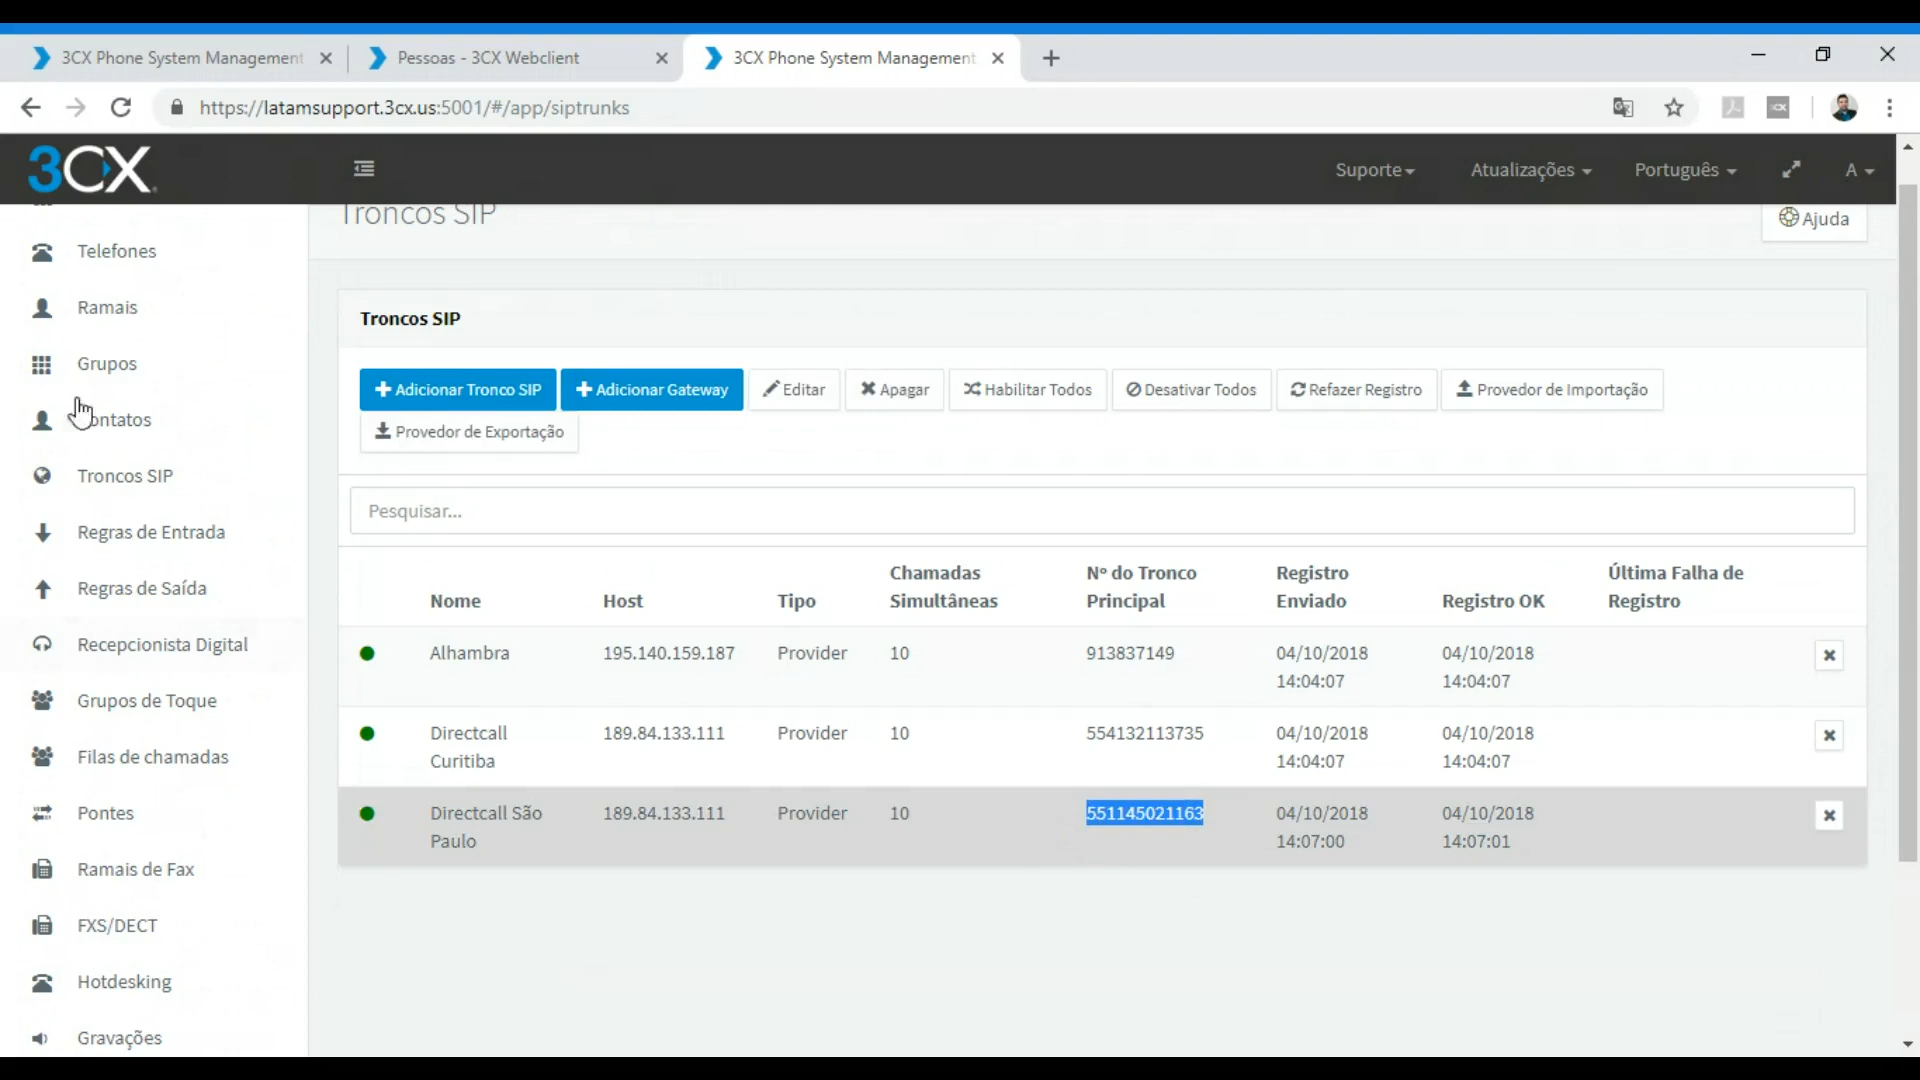 3CX Phone System Management
Pessoas - 3CX Webclient
3CX Phone System Management
https://latamsupport.3cx.us:5001/#/app/siptrunks
3CX
Suporte
Atualizações
Português
A
Troncos SIP
Ajuda
Telefones
Ramais
Grupos
ontatos
Troncos SIP
Regras de Entrada
Regras de Saída
Recepcionista Digital
Grupos de Toque
Filas de chamadas
Pontes
Ramais de Fax
FXS/DECT
Hotdesking
Gravações
Troncos SIP
Adicionar Tronco SIP
Adicionar Gateway
Editar
Apagar
Habilitar Todos
Desativar Todos
Refazer Registro
Provedor de Importação
Provedor de Exportação
Pesquisar...
Nome
Host
Tipo
Chamadas
Simultâneas
Nº do Tronco
Principal
Registro
Enviado
Registro OK
Última Falha de
Registro
Alhambra
195.140.159.187
Provider
10
913837149
04/10/2018
14:04:07
04/10/2018
14:04:07
Directcall
Curitiba
189.84.133.111
Provider
10
554132113735
04/10/2018
14:04:07
04/10/2018
14:04:07
Directcall São
Paulo
189.84.133.111
Provider
10
551145021163
04/10/2018
14:07:00
04/10/2018
14:07:01